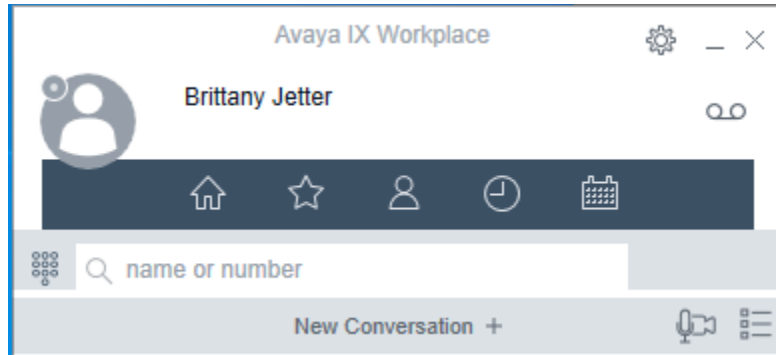 Avaya IX Workplace
Brittany Jetter
name or number
New Conversation +